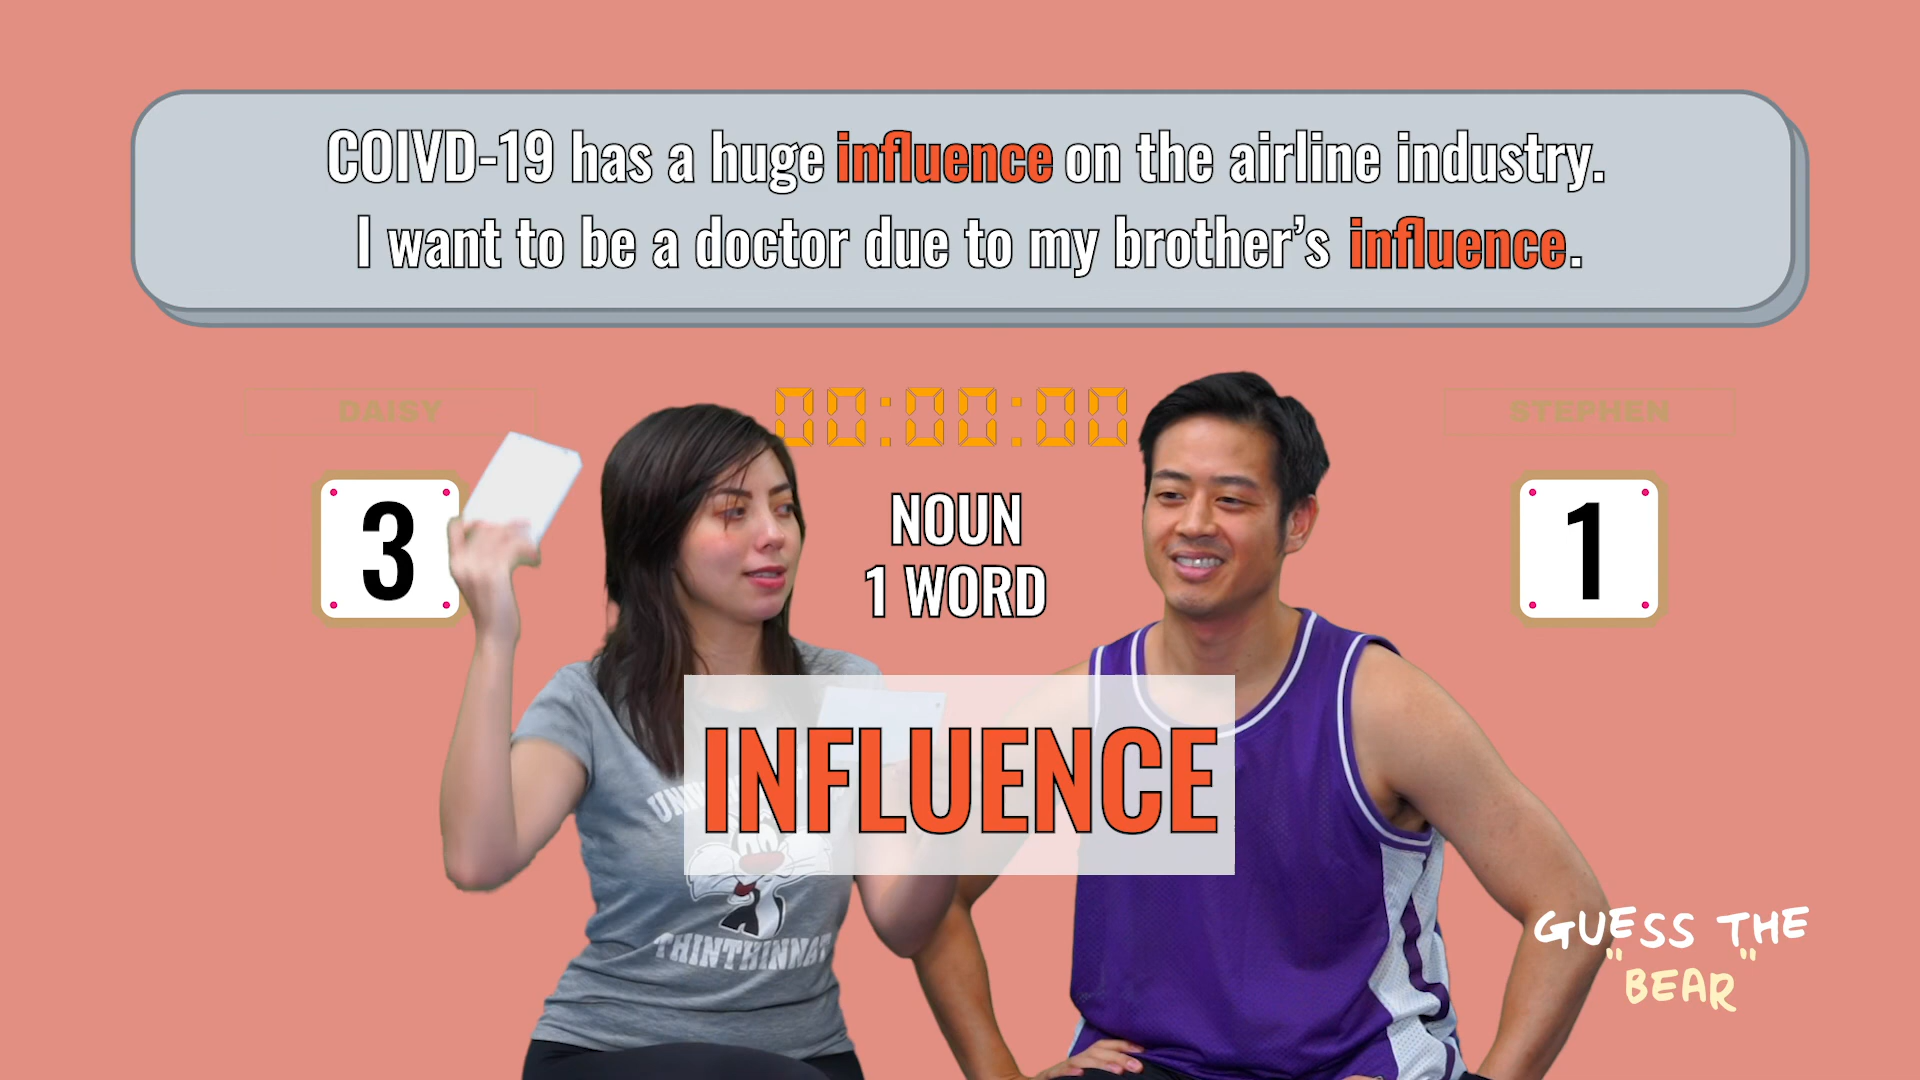 COIVD-19 has a huge influence on the airline industry.
I want to be a doctor due to my brother's influence.
DAISY
00:00:00
STEPHEN
3
NOUN
1 WORD
1
INFLUENCE
THINTHINNAT
GUESS THE
"BEAR"